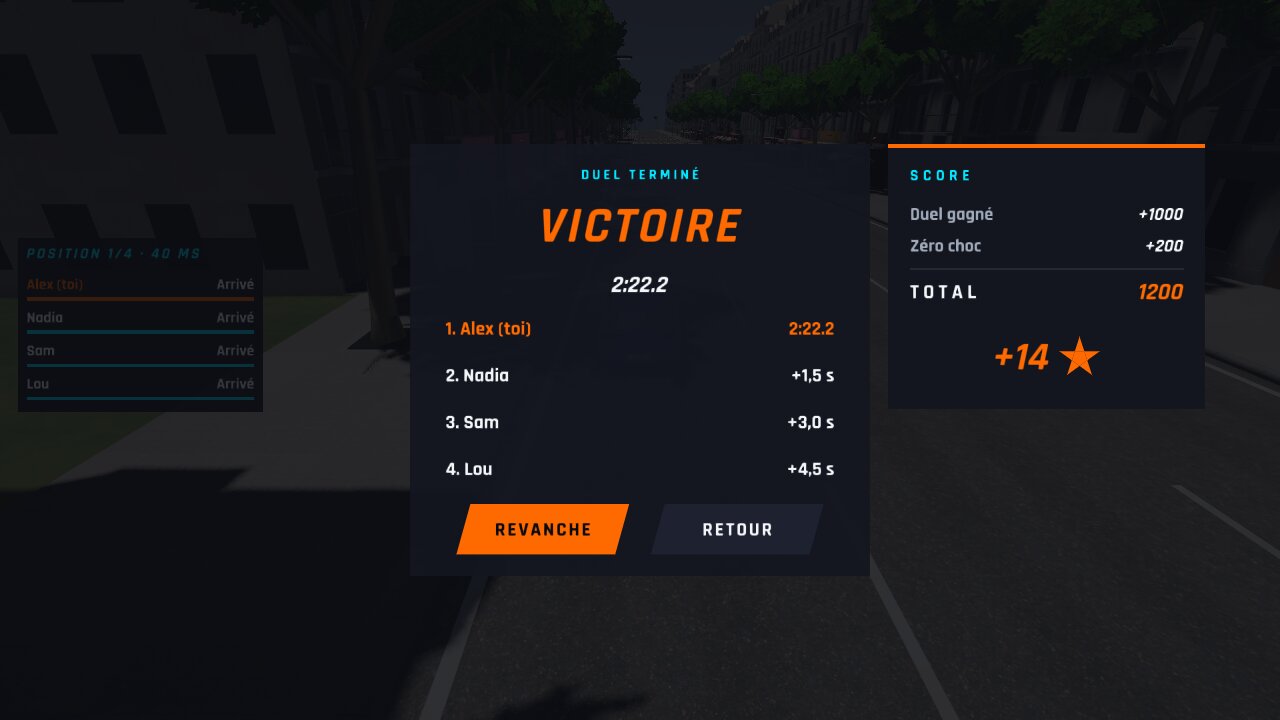 POSITION 1/4 · 40 MS
Alex (toi) Arrivé
Nadia Arrivé
Sam Arrivé
Lou Arrivé
DUEL TERMINÉ
VICTOIRE
2:22.2
1. Alex (toi) 2:22.2
2. Nadia +1,5 s
3. Sam +3,0 s
4. Lou +4,5 s
REVANCHE RETOUR
SCORE
Duel gagné +1000
Zéro choc +200
TOTAL 1200
+14